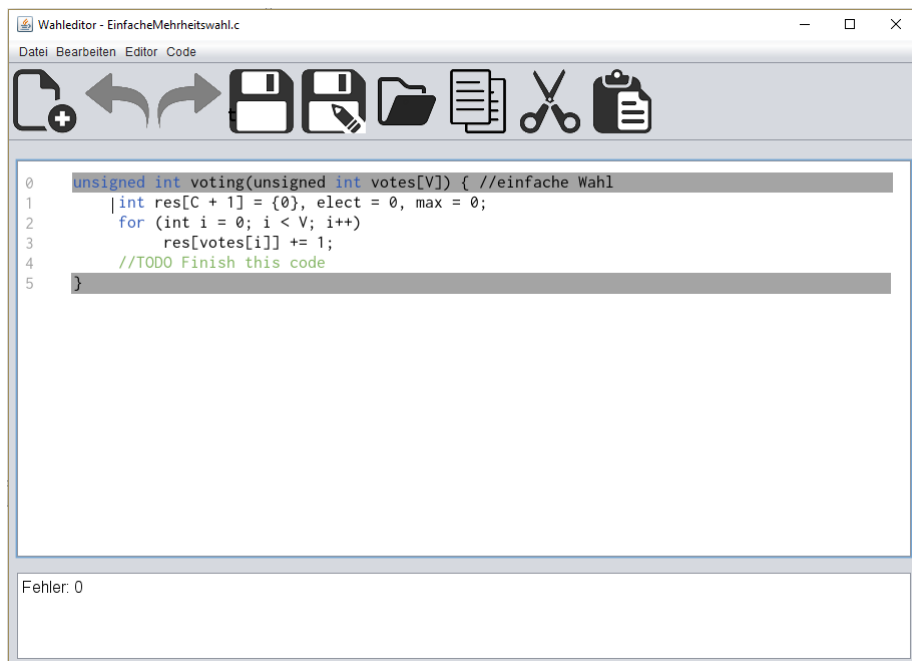 Wahleditor - EinfacheMehrheitswahl.c
Datei Bearbeiten Editor Code
0 unsigned int voting(unsigned int votes[V]) { //einfache Wahl
1 int res[C + 1] = {0}, elect = 0, max = 0;
2 for (int i = 0; i < V; i++)
3 res[votes[i]] += 1;
4 //TODO Finish this code
5 }
Fehler: 0